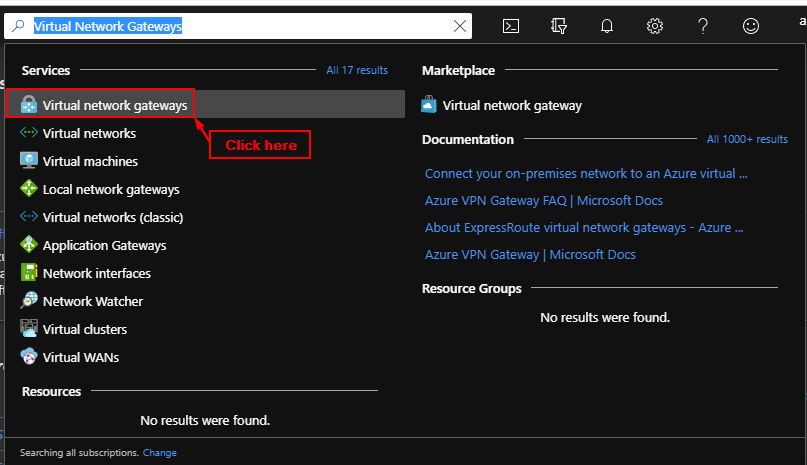 Virtual Network Gateways
Services
All 17 results
Virtual network gateways
Virtual networks
Virtual machines
Local network gateways
Virtual networks (classic)
Application Gateways
Network interfaces
Network Watcher
Virtual clusters
Virtual WANs
Click here
Resources
No results were found.
Marketplace
Virtual network gateway
Documentation
All 1000+ results
Connect your on-premises network to an Azure virtual ...
Azure VPN Gateway FAQ | Microsoft Docs
About ExpressRoute virtual network gateways - Azure ...
Azure VPN Gateway | Microsoft Docs
Resource Groups
No results were found.
Searching all subscriptions. Change